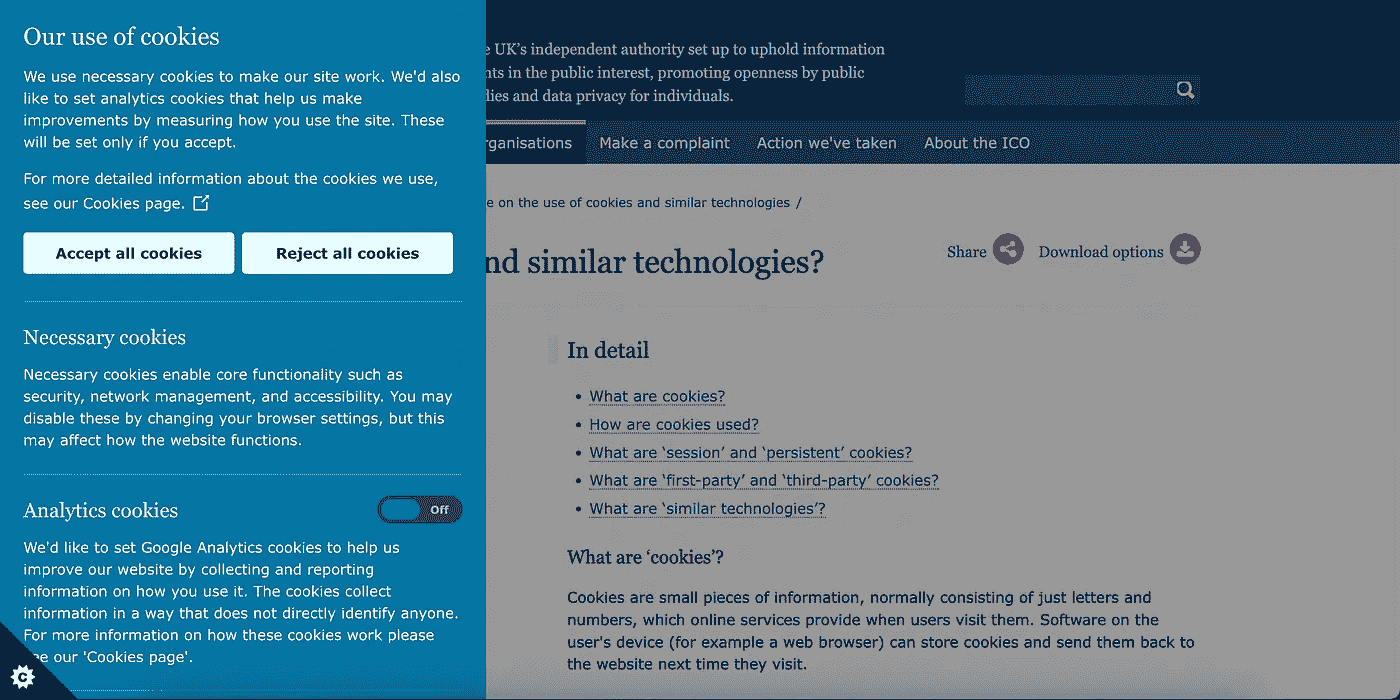 Our use of cookies
We use necessary cookies to make our site work. We'd also
like to set analytics cookies that help us make
improvements by measuring how you use the site. These
will be set only if you accept.
For more detailed information about the cookies we use,
see our Cookies page.
Accept all cookies
Reject all cookies
Necessary cookies
Necessary cookies enable core functionality such as
security, network management, and accessibility. You may
disable these by changing your browser settings, but this
may affect how the website functions.
Analytics cookies
Off
We'd like to set Google Analytics cookies to help us
improve our website by collecting and reporting
information on how you use it. The cookies collect
information in a way that does not directly identify anyone.
For more information on how these cookies work please
our 'Cookies page'.
C
UK's independent authority set up to uphold information
in the public interest, promoting openness by public
and data privacy for individuals.
Make a complaint
Action we've taken
About the ICO
on the use of cookies and similar technologies /
similar technologies?
Share
Download options
In detail
• What are cookies?
• How are cookies used?
• What are ‘session’ and ‘persistent’ cookies?
• What are ‘first-party’ and ‘third-party’ cookies?
• What are ‘similar technologies’?
What are ‘cookies’?
Cookies are small pieces of information, normally consisting of just letters and
numbers, which online services provide when users visit them. Software on the
user's device (for example a web browser) can store cookies and send them back to
the website next time they visit.